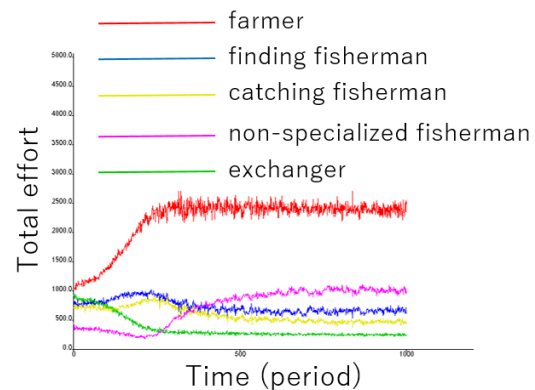 farmer
finding fisherman
catching fisherman
non-specialized fisherman
exchanger
Total effort
5000.0
4500.0
4000.0
3500.0
3000.0
2500.0
2000.0
1500.0
1000.0
500.0
0.0
0
500
1000
Time (period)